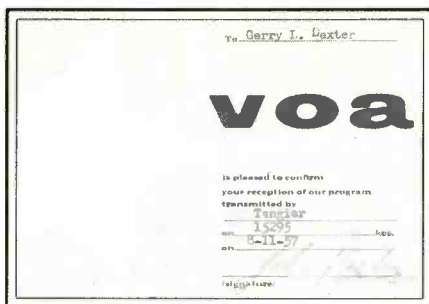 To Gerry L. Dexter
voa
is pleased to confirm
your reception of our program
transmitted by
Tangier
on 15295 kgs.
on 8-11-57
(signature)